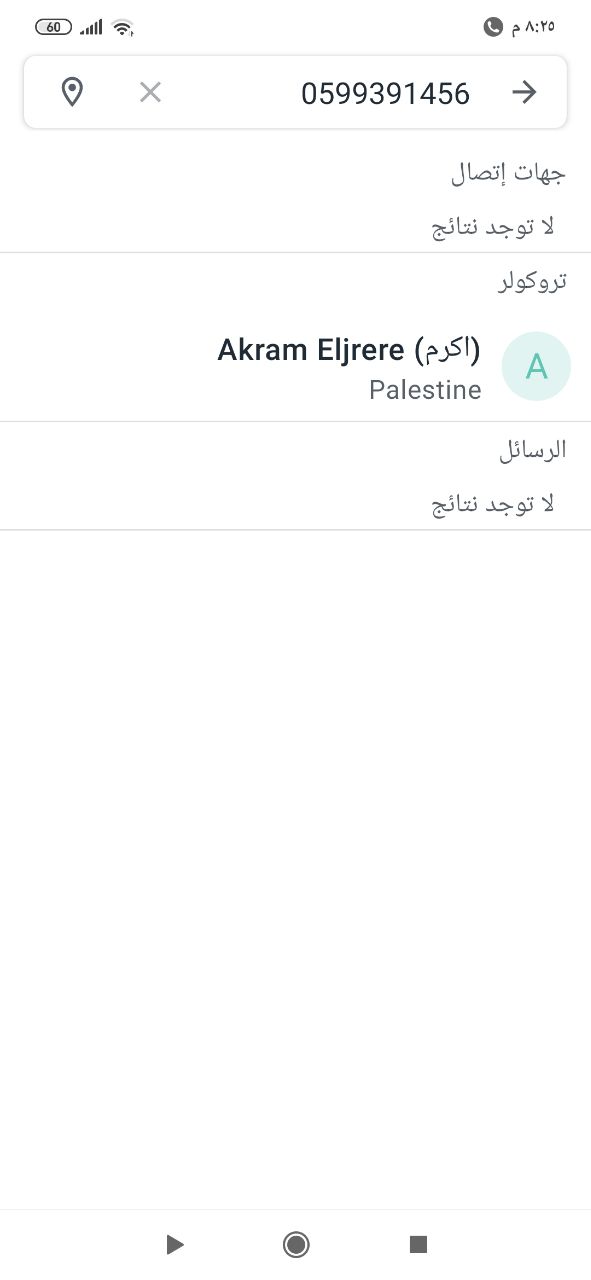 60
٨:٢٥ م
0599391456
جهات إتصال
لا توجد نتائج
تروكولر
Akram Eljrere (اكرم)
A
Palestine
الرسائل
لا توجد نتائج